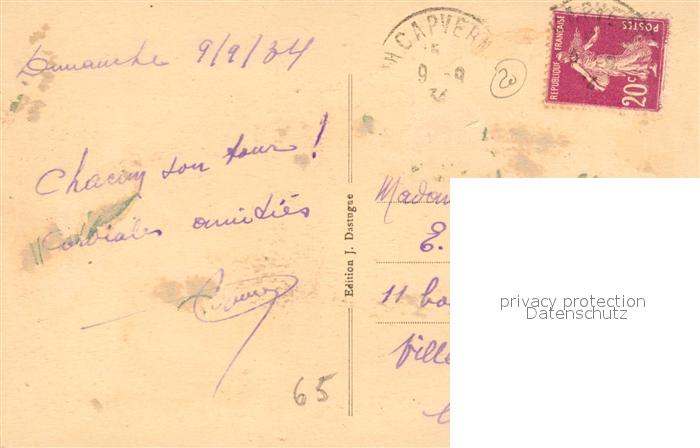 Dimanche 9/9/34
Chacun son tour !
Cordiales amitiés
65
Edition J. Dastugue
CAPVERN
9 - 9
34
20
REPUBLIQUE FRANÇAISE
POSTES
20c
Madam
E.
11 bo
Ville
privacy protection
Datenschutz